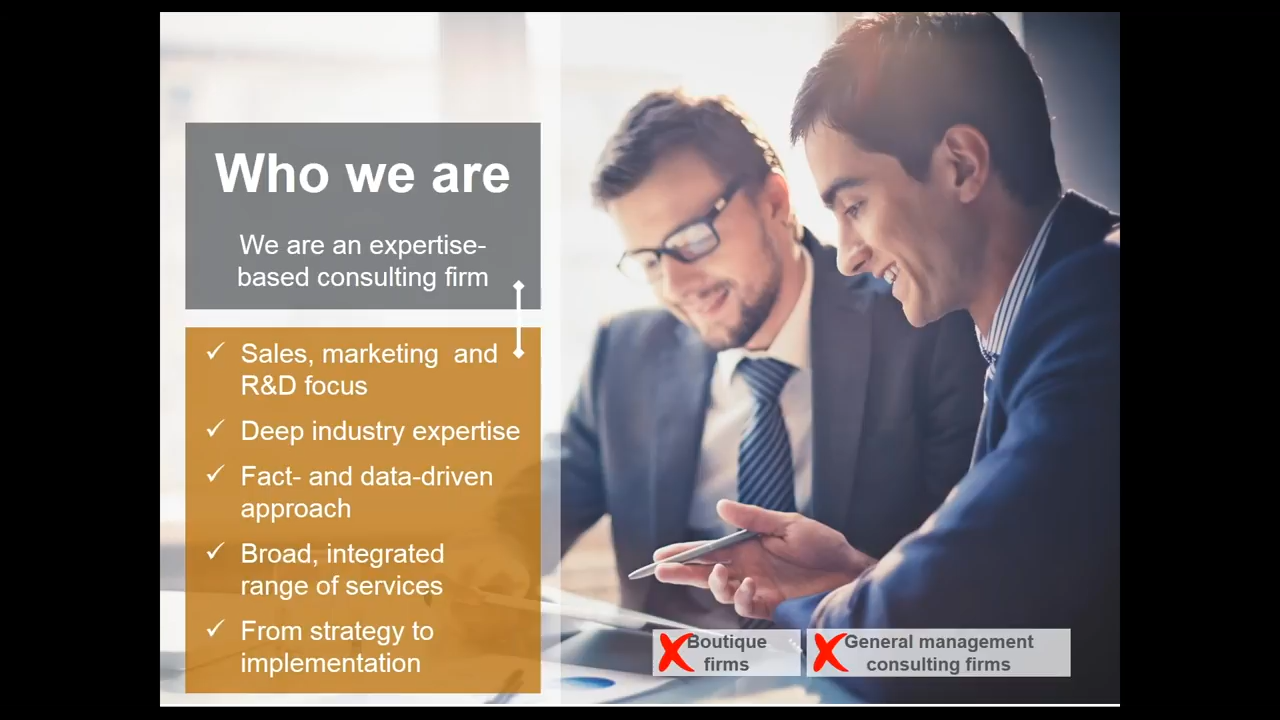 Who we are
We are an expertise-
based consulting firm
✓ Sales, marketing and
R&D focus
✓ Deep industry expertise
✓ Fact- and data-driven
approach
✓ Broad, integrated
range of services
✓ From strategy to
implementation
Boutique
firms
General management
consulting firms